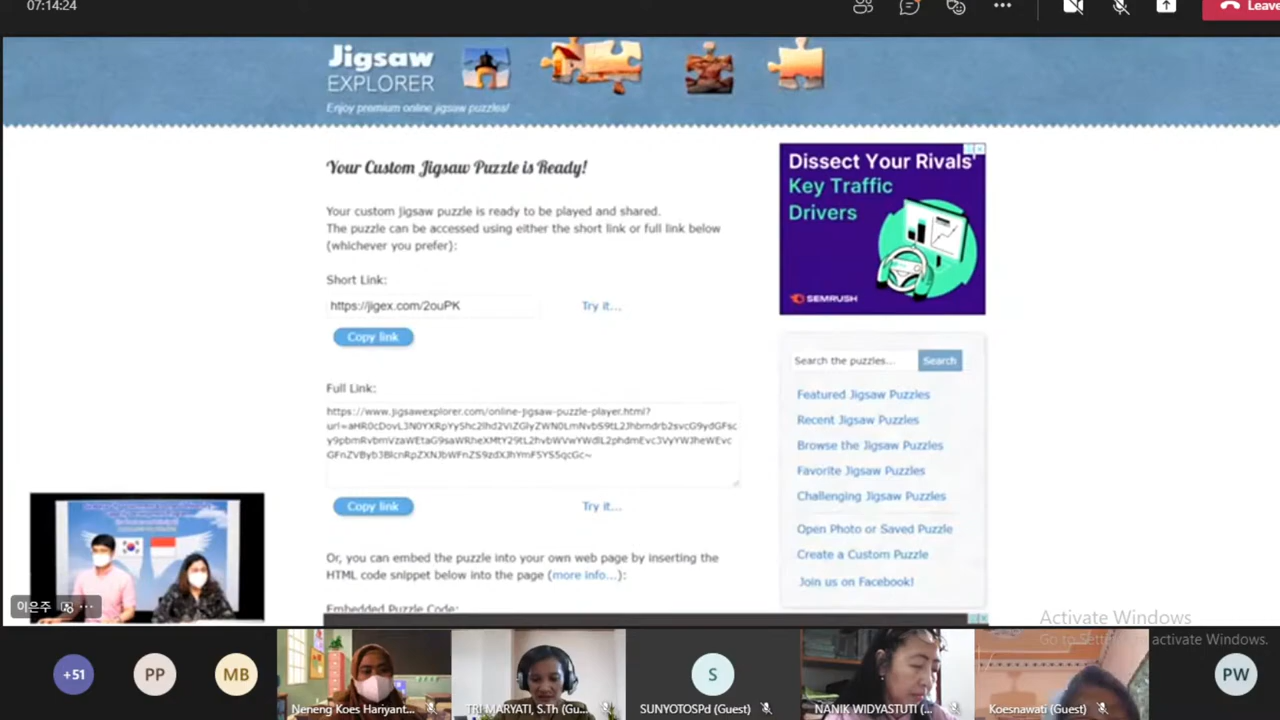 07:14:24
Leave
Jigsaw
EXPLORER
Enjoy premium online jigsaw puzzles!
Your Custom Jigsaw Puzzle is Ready!
Your custom jigsaw puzzle is ready to be played and shared.
The puzzle can be accessed using either the short link or full link below
(whichever you prefer):
Short Link:
https://jigex.com/2ouPK
Try it...
Copy link
Full Link:
https://www.jigsawexplorer.com/online-jigsaw-puzzle-player.html?
Copy link
Try it...
Or, you can embed the puzzle into your own web page by inserting the
HTML code snippet below into the page (more info...):
Embedded Puzzle Code:
Dissect Your Rivals'
Key Traffic
Drivers
SEMRUSH
Search the puzzles...
Search
Featured Jigsaw Puzzles
Recent Jigsaw Puzzles
Browse the Jigsaw Puzzles
Favorite Jigsaw Puzzles
Challenging Jigsaw Puzzles
Open Photo or Saved Puzzle
Create a Custom Puzzle
Join us on Facebook!
이은주
Activate Windows
Go to Settings to activate Windows.
+51
PP
MB
Neneng Koes Hariyant...
TRI MARYATI, S.Th (Gu...
S
SUNYOTOSPd (Guest)
NANIK WIDYASTUTI (...
Koesnawati (Guest)
PW